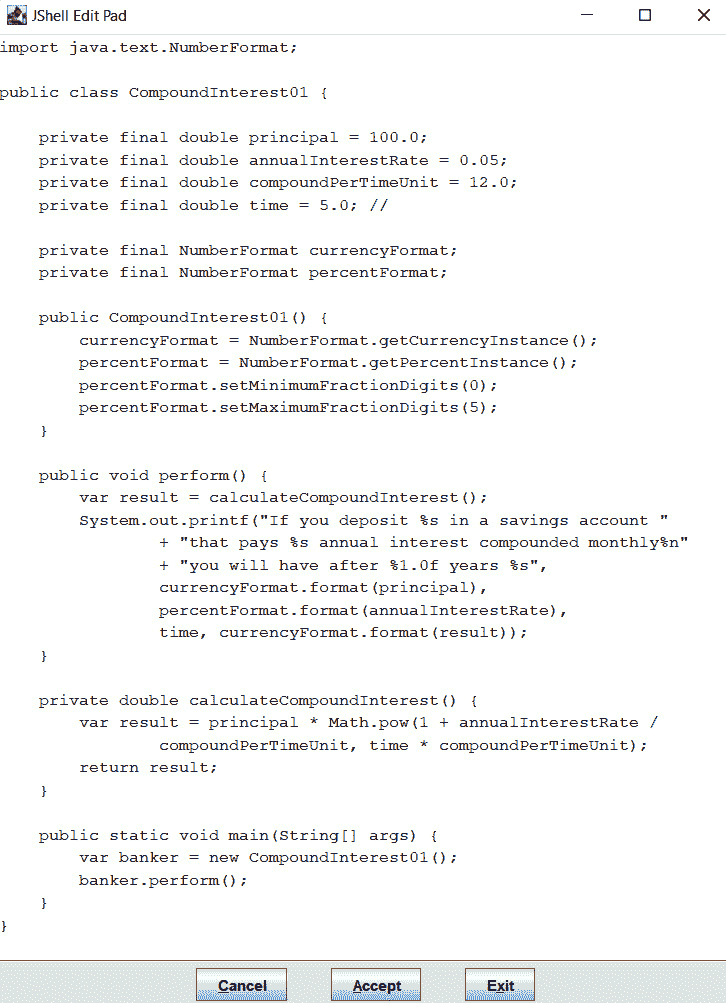 JShell Edit Pad
import java.text.NumberFormat;
public class CompoundInterest01 {
    private final double principal = 100.0;
    private final double annualInterestRate = 0.05;
    private final double compoundPerTimeUnit = 12.0;
    private final double time = 5.0; //
    private final NumberFormat currencyFormat;
    private final NumberFormat percentFormat;
    public CompoundInterest01() {
        currencyFormat = NumberFormat.getCurrencyInstance();
        percentFormat = NumberFormat.getPercentInstance();
        percentFormat.setMinimumFractionDigits(0);
        percentFormat.setMaximumFractionDigits(5);
    }
    public void perform() {
        var result = calculateCompoundInterest();
        System.out.printf("If you deposit %s in a savings account "
                + "that pays %s annual interest compounded monthly%n"
                + "you will have after %1.0f years %s",
                currencyFormat.format(principal),
                percentFormat.format(annualInterestRate),
                time, currencyFormat.format(result));
    }
    private double calculateCompoundInterest() {
        var result = principal * Math.pow(1 + annualInterestRate /
                compoundPerTimeUnit, time * compoundPerTimeUnit);
        return result;
    }
    public static void main(String[] args) {
        var banker = new CompoundInterest01();
        banker.perform();
    }
}
Cancel Accept Exit